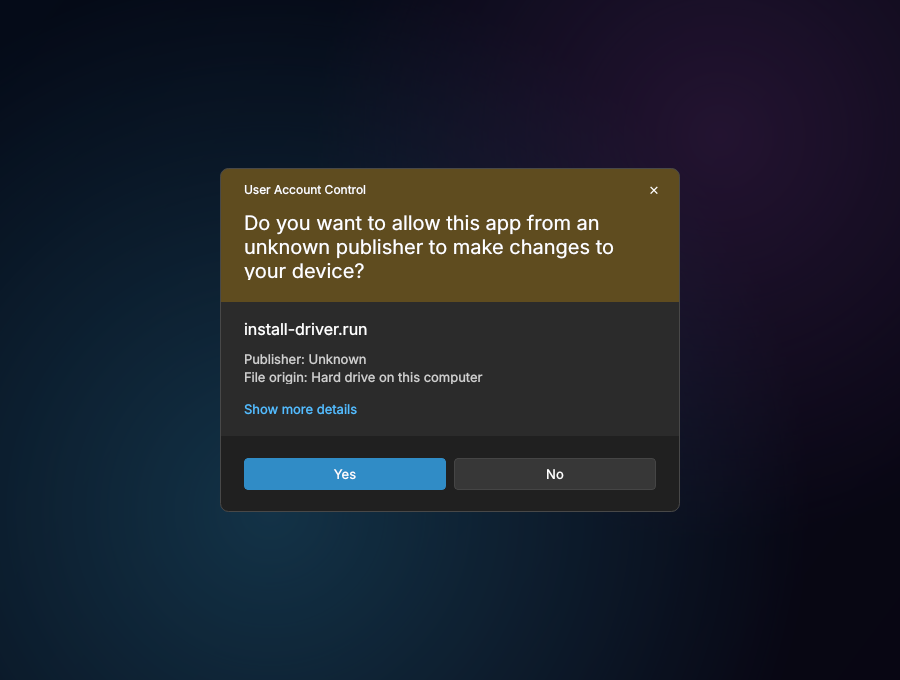 User Account Control
Do you want to allow this app from an
unknown publisher to make changes to
your device?
install-driver.run
Publisher: Unknown
File origin: Hard drive on this computer
Show more details
Yes
No